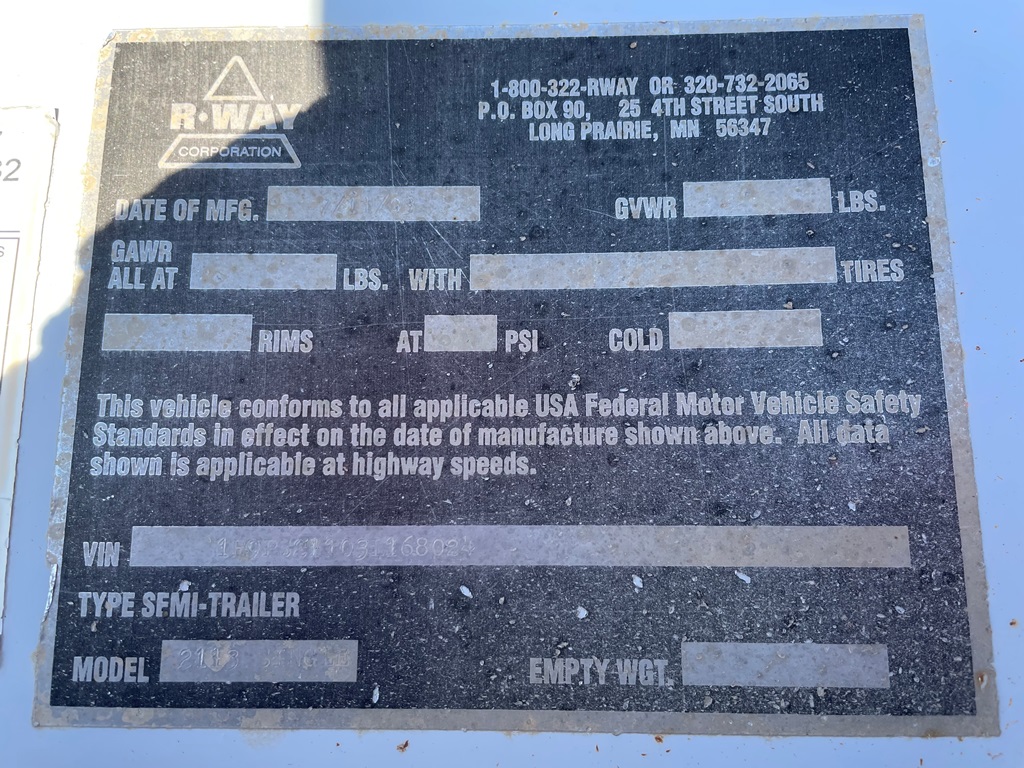 R·WAY
CORPORATION
1-800-322-RWAY OR 320-732-2065
P.O. BOX 90, 25 4TH STREET SOUTH
LONG PRAIRIE, MN 56347
DATE OF MFG.
GVWR LBS.
GAWR
ALL AT LBS. WITH TIRES
RIMS AT PSI COLD
This vehicle conforms to all applicable USA Federal Motor Vehicle Safety
Standards in effect on the date of manufacture shown above. All data
shown is applicable at highway speeds.
VIN
TYPE SEMI-TRAILER
MODEL EMPTY WGT.